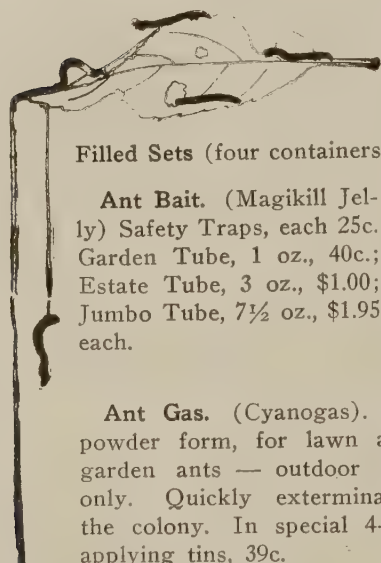 Filled Sets (four containers
Ant Bait. (Magikill Jel-
ly) Safety Traps, each 25c.
Garden Tube, 1 oz., 40c.;
Estate Tube, 3 oz., $1.00;
Jumbo Tube, 7½ oz., $1.95
each.
Ant Gas. (Cyanogas).
powder form, for lawn a
garden ants — outdoor
only. Quickly extermina
the colony. In special 4-
applying tins, 39c.